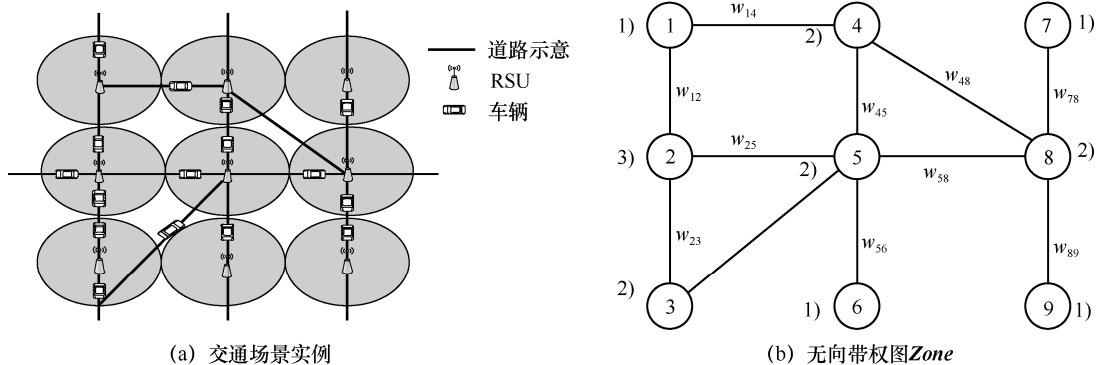 道路示意
RSU
车辆
(a) 交通场景实例
1) 1 w14 4 2) 7 1)
w12 w45 w48 w78
3) 2 w25 2) 5 w58 8 2)
w23 w56 w89
2) 3 1) 6 9 1)
(b) 无向带权图Zone